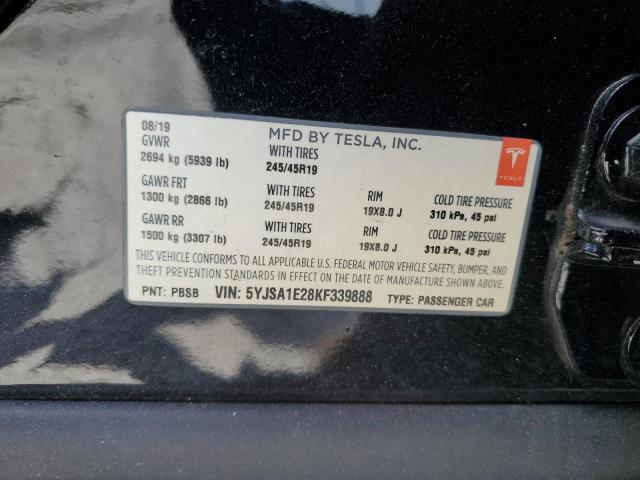 08/19
MFD BY TESLA, INC.
GVWR
2694 kg (5939 lb)
WITH TIRES
245/45R19
TESLA
GAWR FRT
1300 kg (2866 lb)
WITH TIRES
245/45R19
RIM
19X8.0 J
COLD TIRE PRESSURE
310 kPa, 45 psi
GAWR RR
1500 kg (3307 lb)
WITH TIRES
245/45R19
RIM
19X8.0 J
COLD TIRE PRESSURE
310 kPa, 45 psi
THIS VEHICLE CONFORMS TO ALL APPLICABLE U.S. FEDERAL MOTOR VEHICLE SAFETY, BUMPER, AND
THEFT PREVENTION STANDARDS IN EFFECT ON THE DATE OF MANUFACTURE SHOWN ABOVE.
PNT: PBSB VIN: 5YJSA1E28KF339888 TYPE: PASSENGER CAR